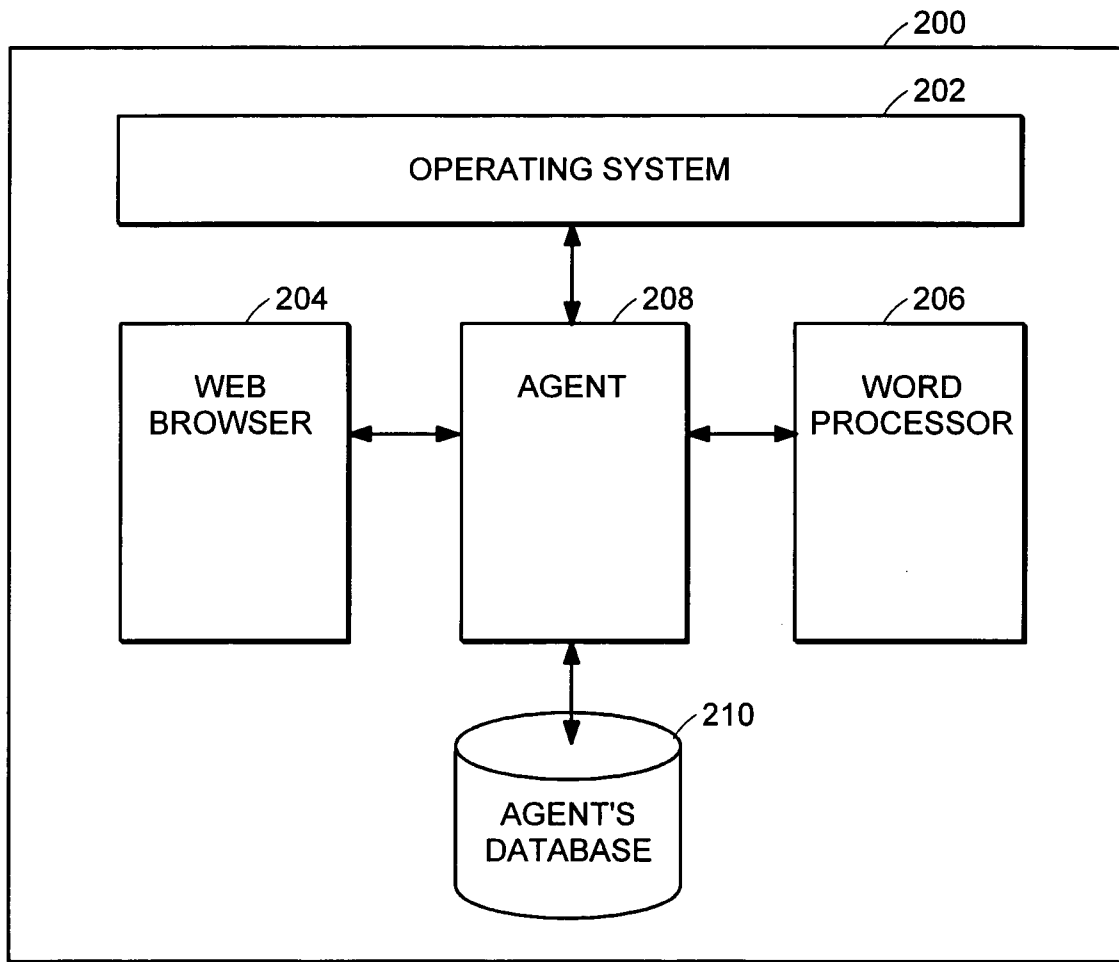 200
202
OPERATING SYSTEM
204
208
206
WEB
BROWSER
AGENT
WORD
PROCESSOR
210
AGENT'S
DATABASE